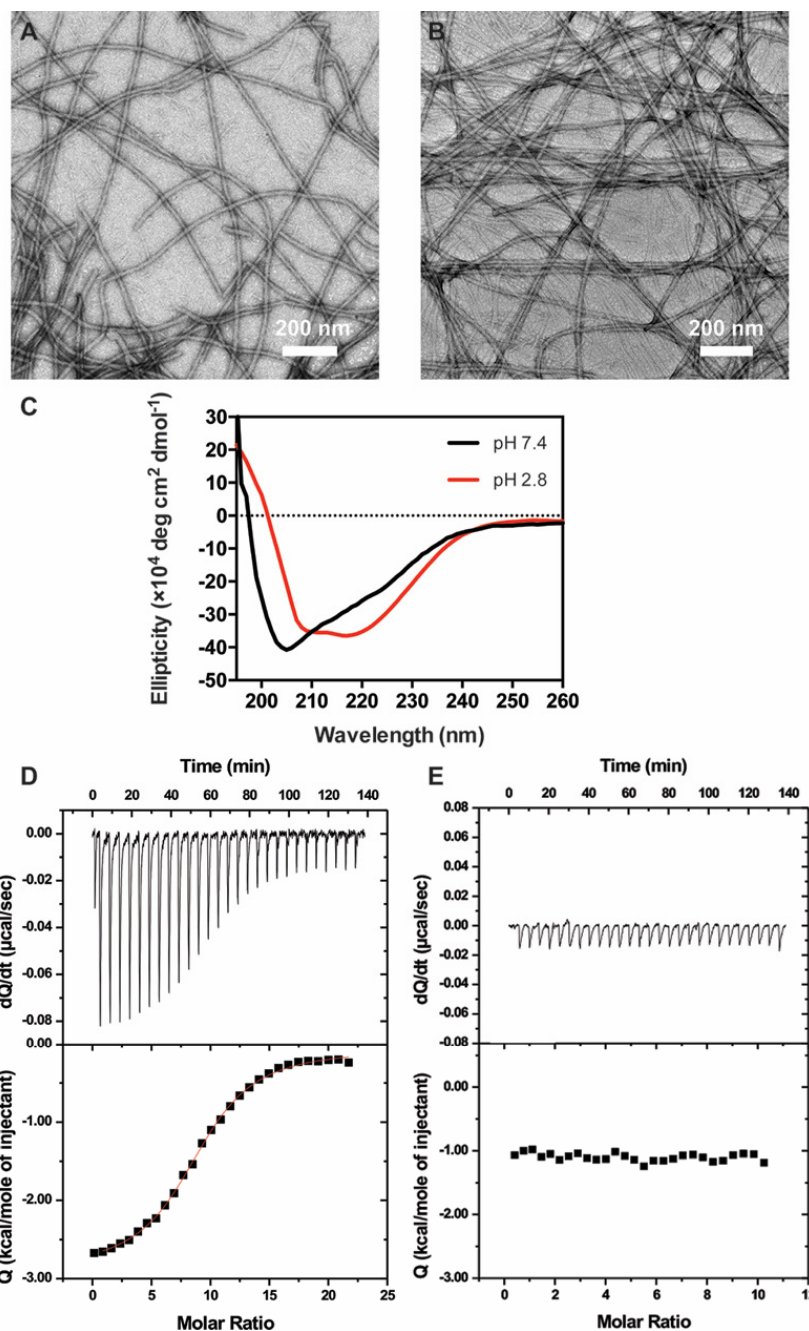 A
B
200 nm
200 nm
C
Ellipticity (×10⁴ deg cm² dmol⁻¹)
30
20
10
0
-10
-20
-30
-40
-50
pH 7.4
pH 2.8
200 210 220 230 240 250 260
Wavelength (nm)
D
Time (min)
0 20 40 60 80 100 120 140
dQ/dt (µcal/sec)
0.00
-0.02
-0.04
-0.06
-0.08
Q (kcal/mole of injectant)
0.00
-1.00
-2.00
-3.00
0 5 10 15 20 25
Molar Ratio
E
Time (min)
0 20 40 60 80 100 120 140
dQ/dt (µcal/sec)
0.08
0.06
0.04
0.02
0.00
-0.02
-0.04
-0.06
-0.08
Q (kcal/mole of injectant)
0.00
-1.00
-2.00
-3.00
0 2 4 6 8 10
Molar Ratio